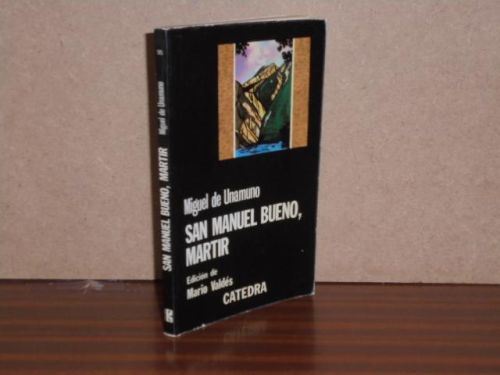 Miguel de Unamuno
SAN MANUEL BUENO,
MARTIR
Edición de
Mario Valdés
CATEDRA
SAN MANUEL BUENO, MARTIR Miguel de Unamuno